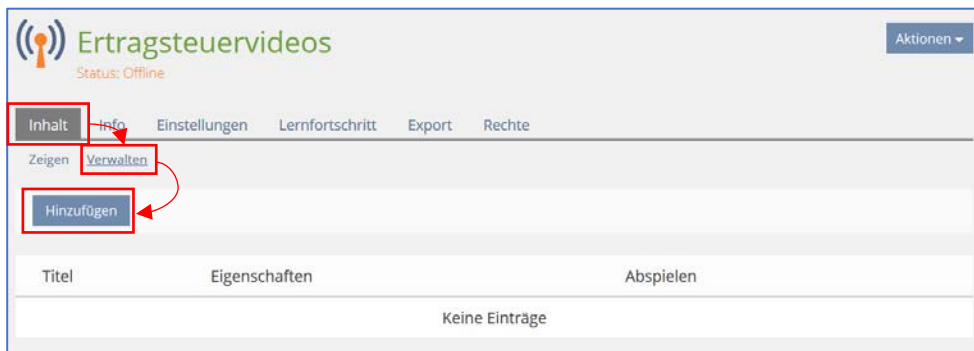 Ertragsteuervideos
Aktionen
Status: Offline
Inhalt Info Einstellungen Lernfortschritt Export Rechte
Zeigen Verwalten
Hinzufügen
Titel Eigenschaften Abspielen
Keine Einträge